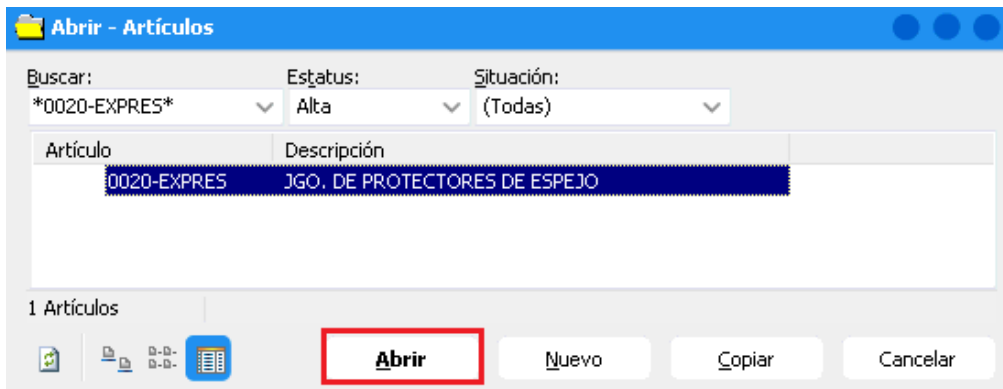 Abrir - Artículos
Buscar: Estatus: Situación:
*0020-EXPRES* Alta (Todas)
Artículo Descripción
0020-EXPRES JGO. DE PROTECTORES DE ESPEJO
1 Artículos
Abrir Nuevo Copiar Cancelar